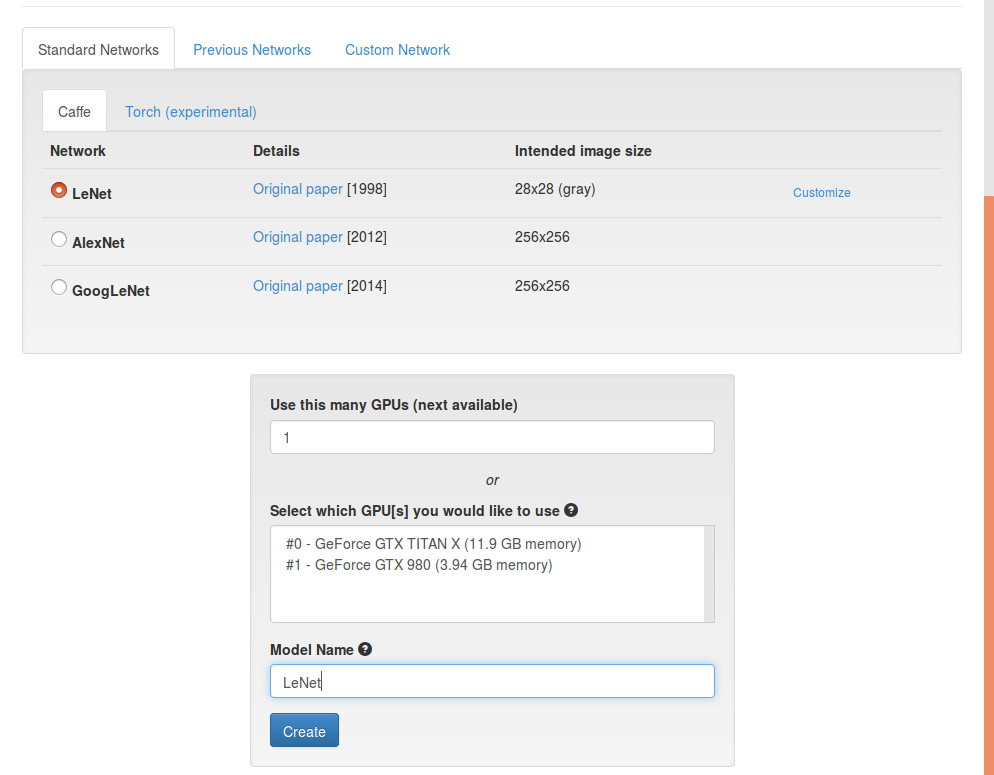 Standard Networks Previous Networks Custom Network
Caffe Torch (experimental)
Network Details Intended image size
LeNet Original paper [1998] 28x28 (gray) Customize
AlexNet Original paper [2012] 256x256
GoogLeNet Original paper [2014] 256x256
Use this many GPUs (next available)
1
or
Select which GPU[s] you would like to use ?
#0 - GeForce GTX TITAN X (11.9 GB memory)
#1 - GeForce GTX 980 (3.94 GB memory)
Model Name ?
LeNet
Create